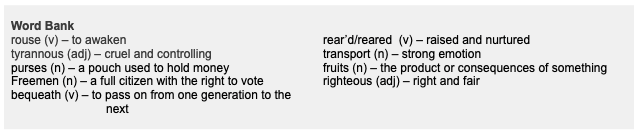 Word Bank
rouse (v) – to awaken
tyrannous (adj) – cruel and controlling
purses (n) – a pouch used to hold money
Freemen (n) – a full citizen with the right to vote
bequeath (v) – to pass on from one generation to the
next
rear’d/reared  (v) – raised and nurtured
transport (n) – strong emotion
fruits (n) – the product or consequences of something
righteous (adj) – right and fair